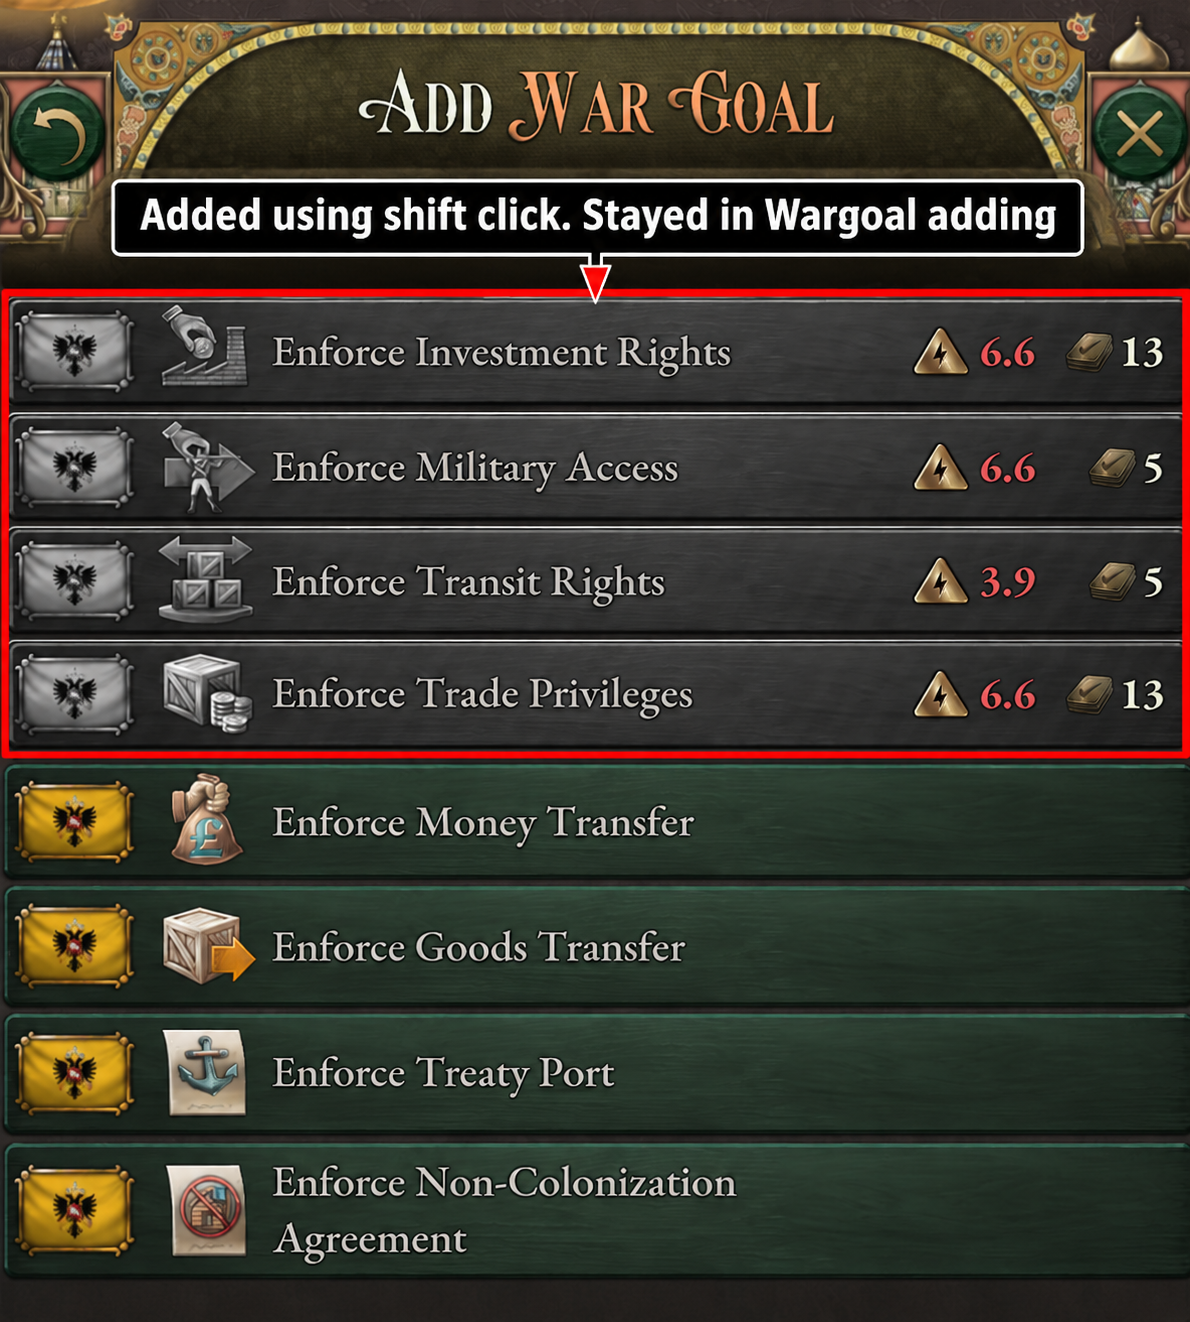 ADD WAR GOAL
Added using shift click. Stayed in Wargoal adding
Enforce Investment Rights 6.6 13
Enforce Military Access 6.6 5
Enforce Transit Rights 3.9 5
Enforce Trade Privileges 6.6 13
£ Enforce Money Transfer
Enforce Goods Transfer
Enforce Treaty Port
Enforce Non-Colonization
Agreement